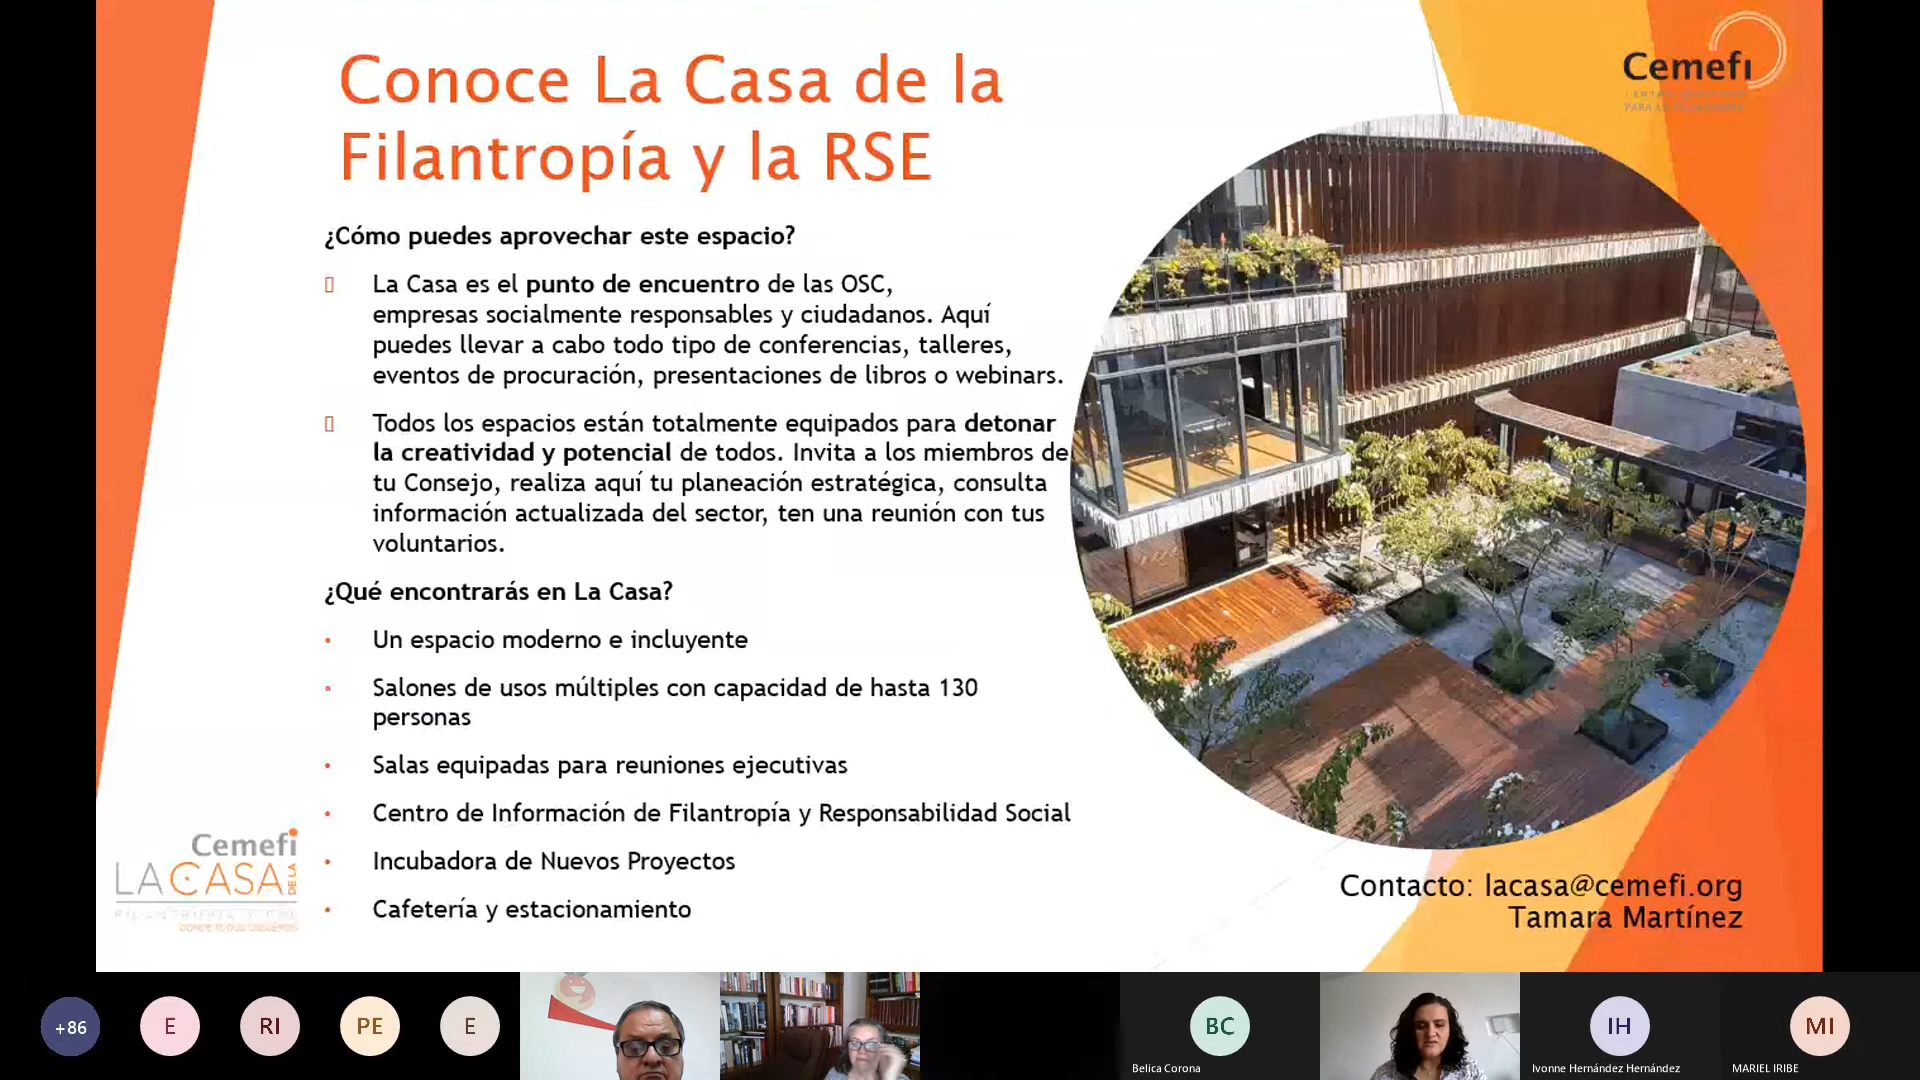 Conoce La Casa de la
Filantropía y la RSE
Cemefi
¿Cómo puedes aprovechar este espacio?
La Casa es el punto de encuentro de las OSC,
empresas socialmente responsables y ciudadanos. Aquí
puedes llevar a cabo todo tipo de conferencias, talleres,
eventos de procuración, presentaciones de libros o webinars.
Todos los espacios están totalmente equipados para detonar
la creatividad y potencial de todos. Invita a los miembros de
tu Consejo, realiza aquí tu planeación estratégica, consulta
información actualizada del sector, ten una reunión con tus
voluntarios.
¿Qué encontrarás en La Casa?
• Un espacio moderno e incluyente
• Salones de usos múltiples con capacidad de hasta 130
personas
• Salas equipadas para reuniones ejecutivas
• Centro de Información de Filantropía y Responsabilidad Social
• Incubadora de Nuevos Proyectos
• Cafetería y estacionamiento
Cemefi
LA CASA DE LA
Contacto: lacasa@cemefi.org
Tamara Martínez
+86
E
RI
PE
E
BC
Belica Corona
IH
Ivonne Hernández Hernández
MI
MARIEL IRIBE